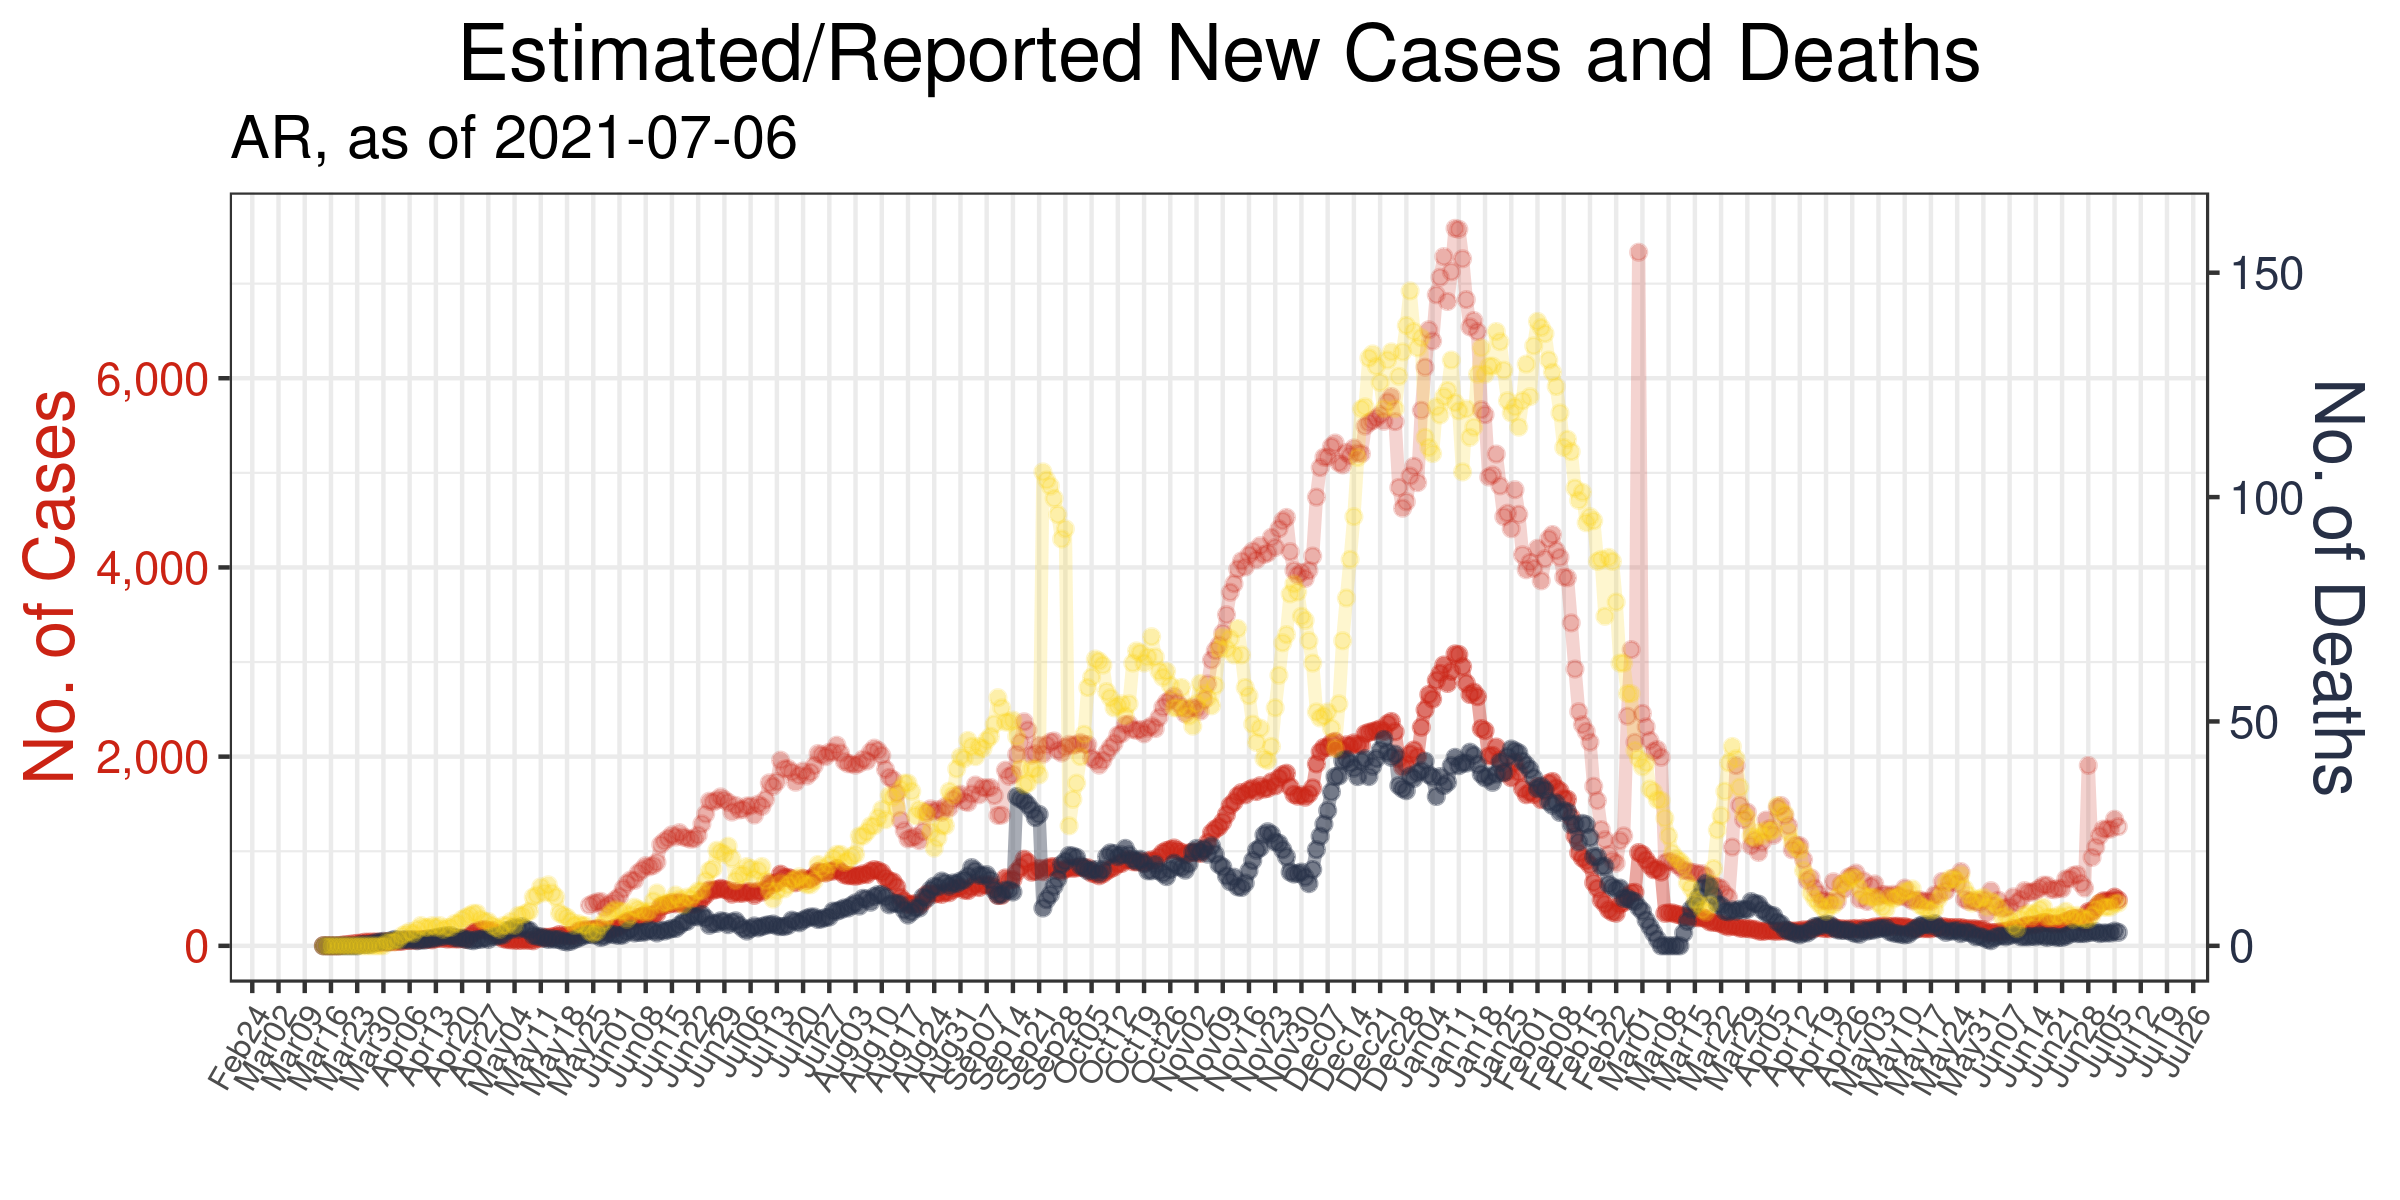 Estimated/Reported New Cases and Deaths
AR, as of 2021-07-06
No. of Cases
6,000
4,000
2,000
0
150
100
50
0
No. of Deaths
Feb24
Mar02
Mar09
Mar16
Mar23
Mar30
Apr06
Apr13
Apr20
Apr27
May04
May11
May18
May25
Jun01
Jun08
Jun15
Jun22
Jun29
Jul06
Jul13
Jul20
Jul27
Aug03
Aug10
Aug17
Aug24
Aug31
Sep07
Sep14
Sep21
Sep28
Oct05
Oct12
Oct19
Oct26
Nov02
Nov09
Nov16
Nov23
Nov30
Dec07
Dec14
Dec21
Dec28
Dec04
Jan11
Jan18
Jan25
Feb01
Feb08
Feb15
Feb22
Mar01
Mar08
Mar15
Mar22
Mar29
Apr05
Apr12
Apr19
Apr26
May03
May10
May17
May24
May31
Jun07
Jun14
Jun21
Jun28
Jun05
Jul12
Jul19
Jul26